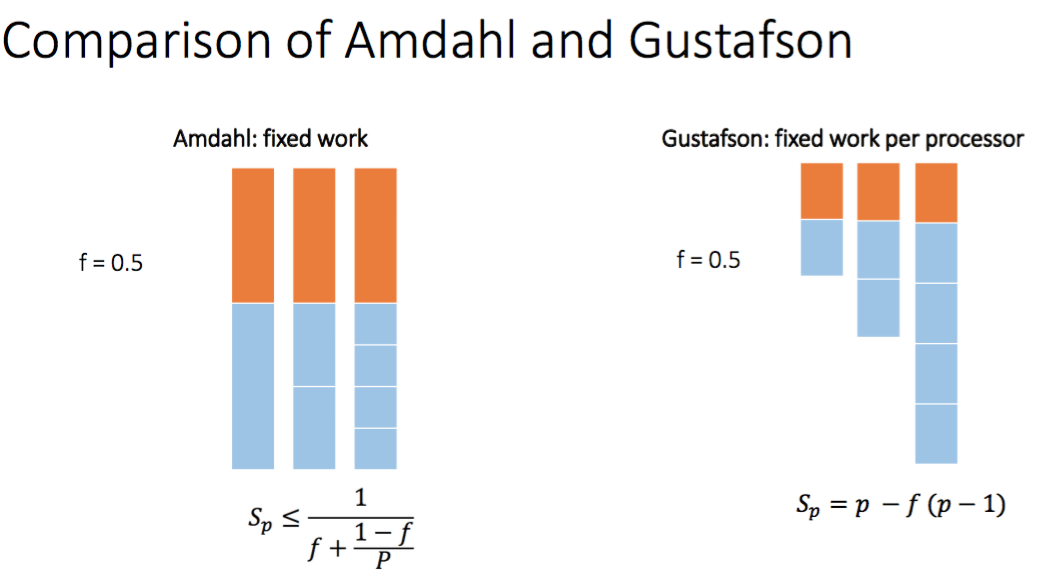 Comparison of Amdahl and Gustafson
Amdahl: fixed work
f = 0.5
S_p ≤ 1 / (f + (1 − f) / P)
Gustafson: fixed work per processor
f = 0.5
S_p = p − f (p − 1)